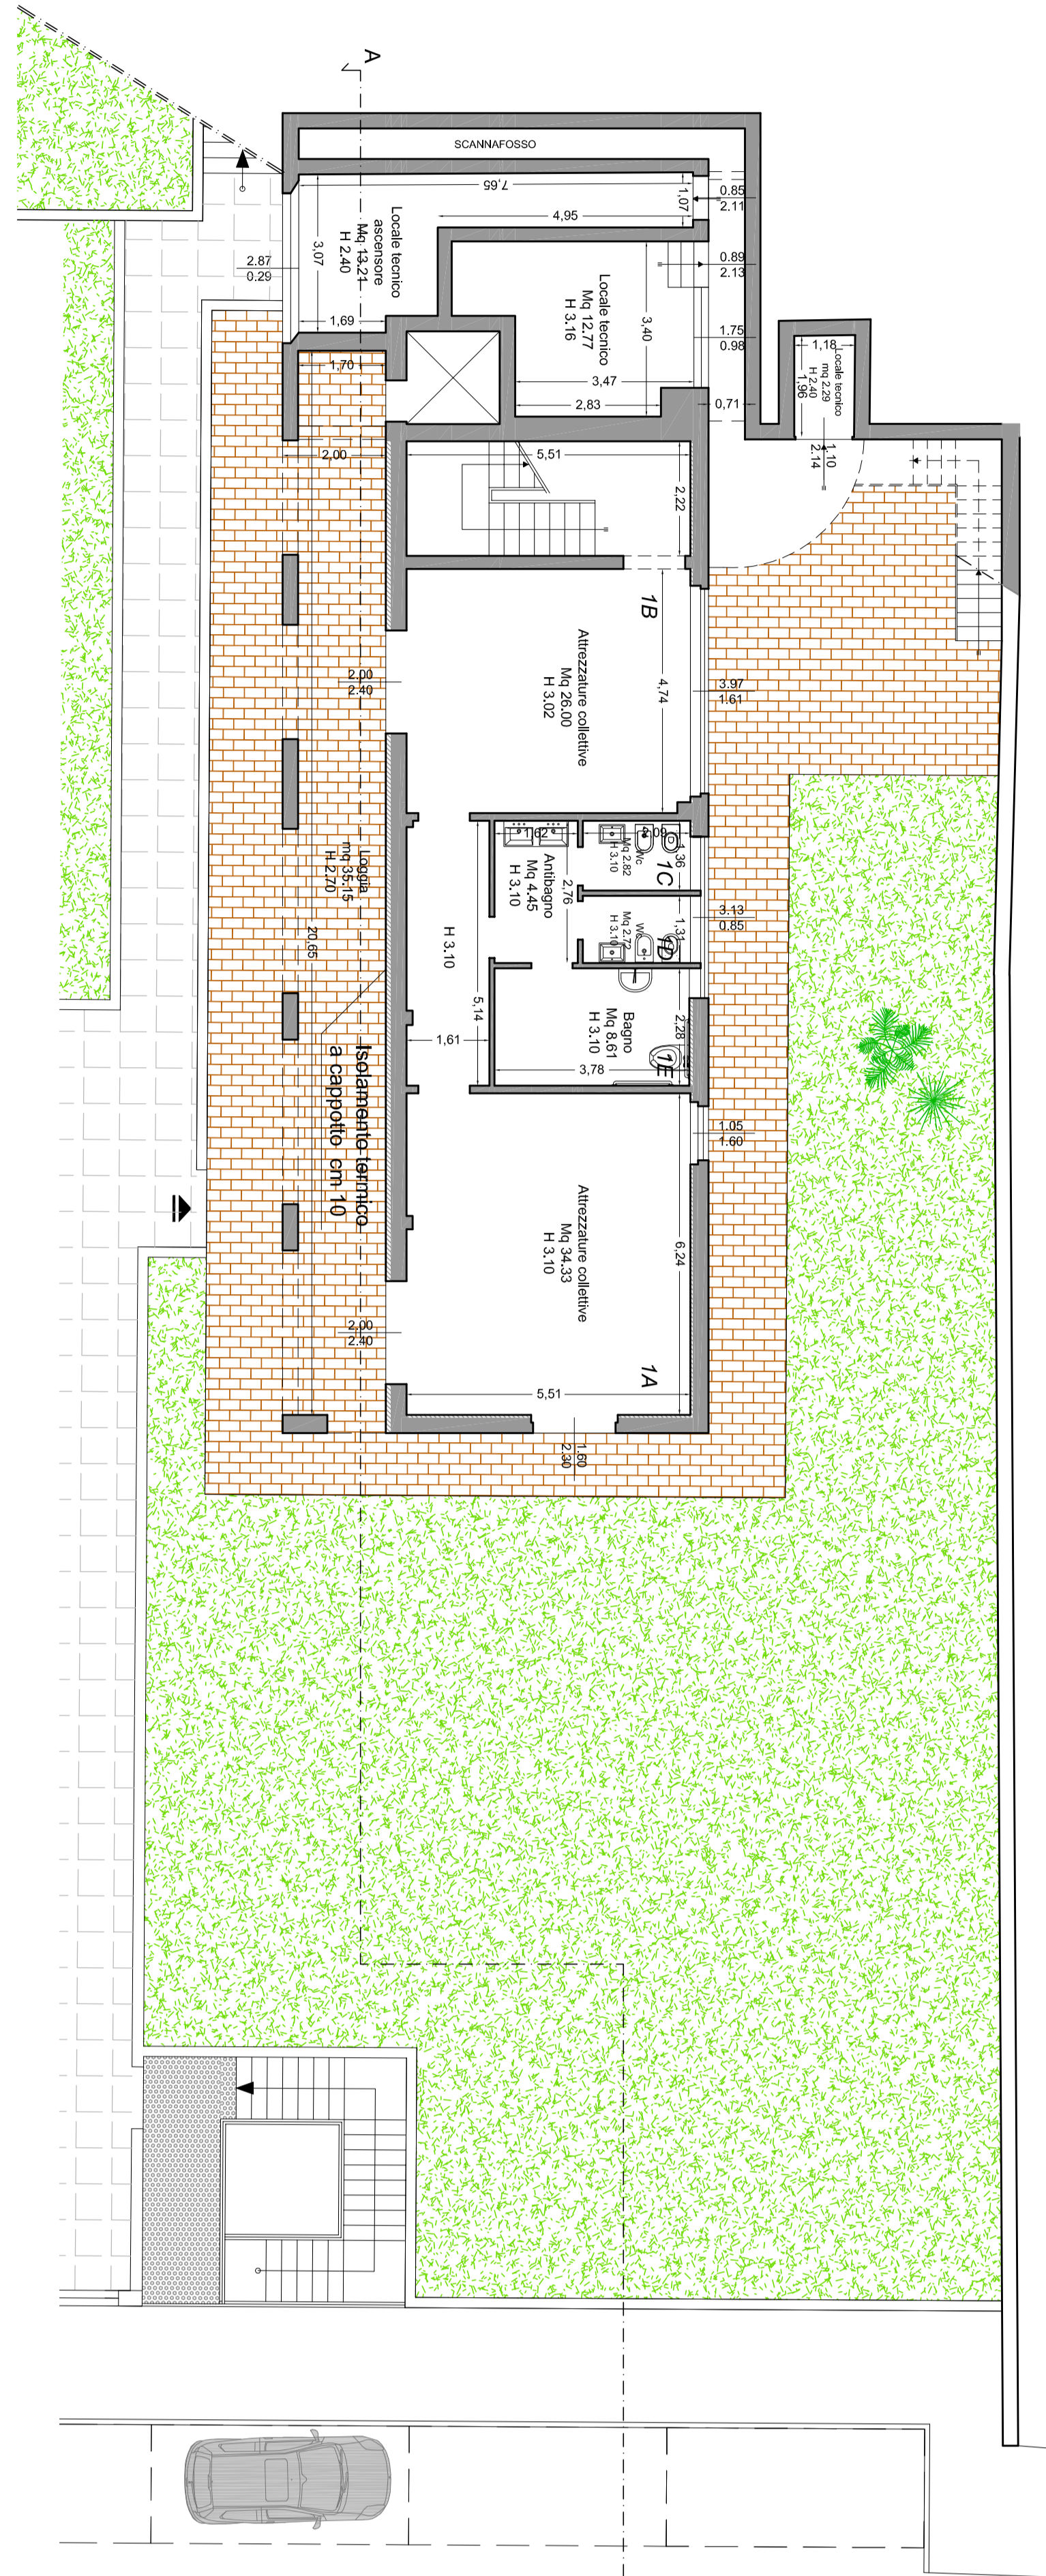 A
SCANNAFOSSO
7,65
1,07
4,95
0.85
2.11
Locale tecnico
ascensore
Mq 13.21
H 2.40
3,07
2.87
0.29
1,69
1,70
0.89
2.13
Locale tecnico
Mq 12.77
H 3.16
3,40
3,47
2,83
1.75
0.98
0,71
1,18
Locale tecnico
mq 2.29
H 2.40
1,96
1.10
2.14
2,00
5,51
2,22
1B
Attrezzature collettive
Mq 26.00
H 3.02
4,74
2.00
2.40
3.97
1.61
1,62
2,09
Wc
Mq 2.82
H 3.10
1C
1,36
Antibagno
Mq 4.45
H 3.10
2,76
Wc
Mq 2.72
H 3.10
1D
1,31
3.13
0.85
Loggia
mq 35.15
H 2.70
20,65
H 3.10
5,14
1,61
Bagno
Mq 8.61
H 3.10
1E
2,28
3,78
Isolamento termico
a cappotto cm 10
1.05
1.60
Attrezzature collettive
Mq 34.33
H 3.10
6,24
2.00
2.40
1A
5,51
1.60
2.30